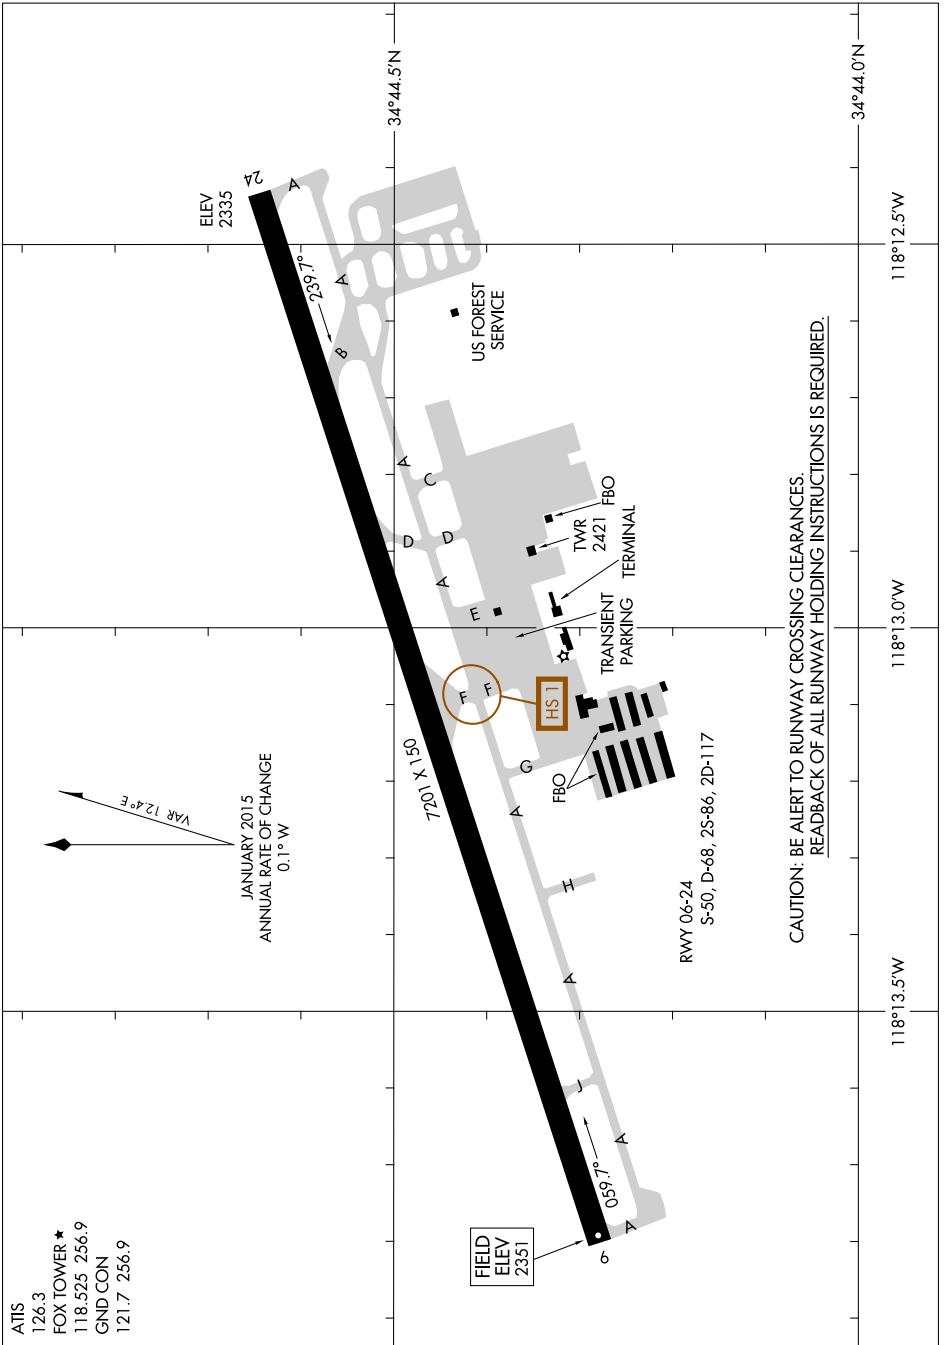 ATIS
126.3
FOX TOWER ★
118.525 256.9
GND CON
121.7 256.9
VAR 12.4° E
JANUARY 2015
ANNUAL RATE OF CHANGE
0.1° W
34°44.5'N
34°44.0'N
118°12.5'W
118°13.0'W
118°13.5'W
ELEV
2335
24
239.7°
A
A
B
A
C
D
D
A
E
F
F
HS 1
G
A
H
A
J
A
A
7201 X 150
059.7°
6
FIELD
ELEV
2351
US FOREST
SERVICE
FBO
TWR
2421
TERMINAL
TRANSIENT
PARKING
FBO
RWY 06-24
S-50, D-68, 2S-86, 2D-117
CAUTION: BE ALERT TO RUNWAY CROSSING CLEARANCES.
READBACK OF ALL RUNWAY HOLDING INSTRUCTIONS IS REQUIRED.